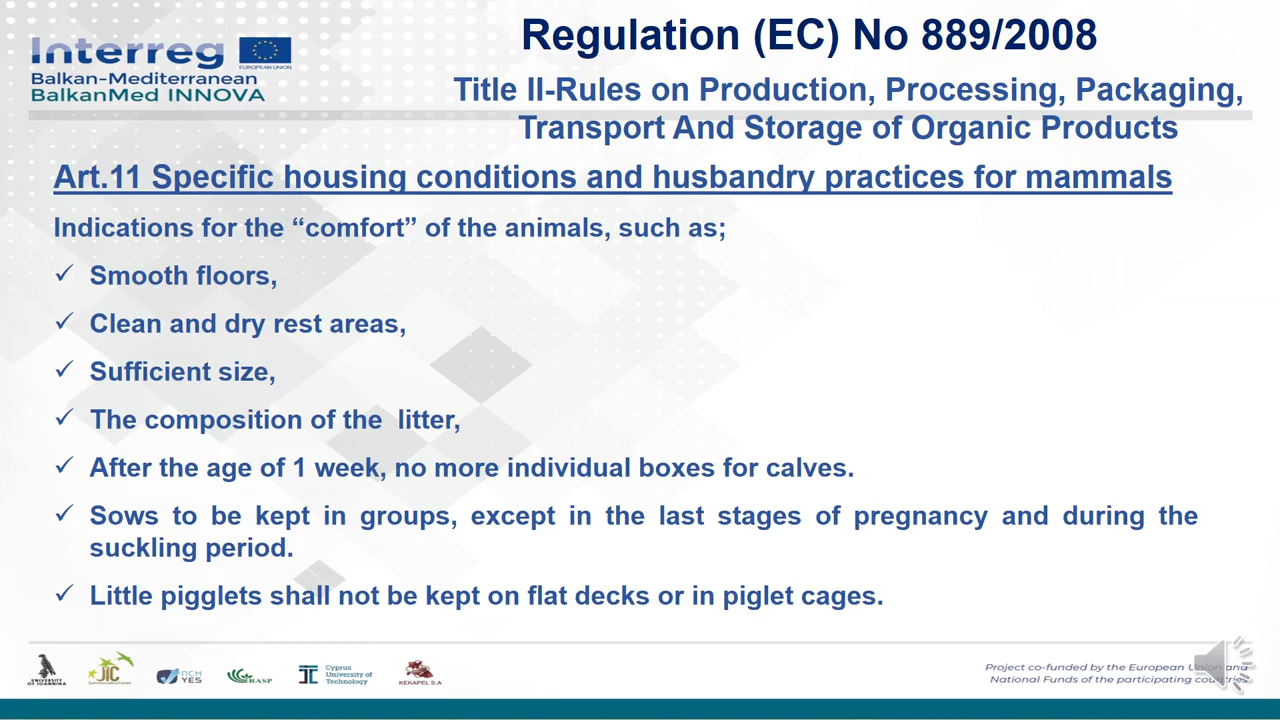 Interreg
EUROPEAN UNION
Balkan-Mediterranean
BalkanMed INNOVA
Regulation (EC) No 889/2008
Title II-Rules on Production, Processing, Packaging,
Transport And Storage of Organic Products
Art.11 Specific housing conditions and husbandry practices for mammals
Indications for the “comfort” of the animals, such as;
✓ Smooth floors,
✓ Clean and dry rest areas,
✓ Sufficient size,
✓ The composition of the litter,
✓ After the age of 1 week, no more individual boxes for calves.
✓ Sows to be kept in groups, except in the last stages of pregnancy and during the
suckling period.
✓ Little pigglets shall not be kept on flat decks or in piglet cages.
UNIVERSITY
OF IOANNINA
JIC
YES
RASP
Cyprus
University of
Technology
KEKAPEL S.A
Project co-funded by the European Union and
National Funds of the participating countries